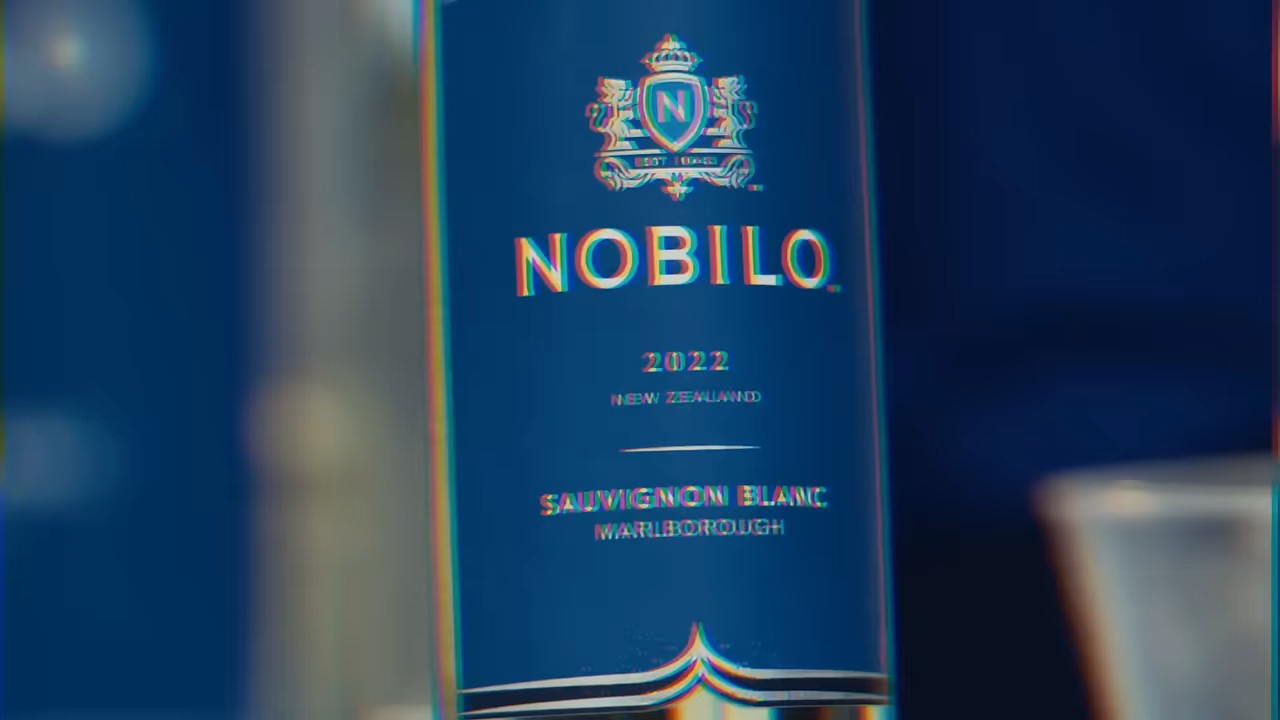 N
NOBILO
2022
NEW ZEALAND
SAUVIGNON BLANC
MARLBOROUGH